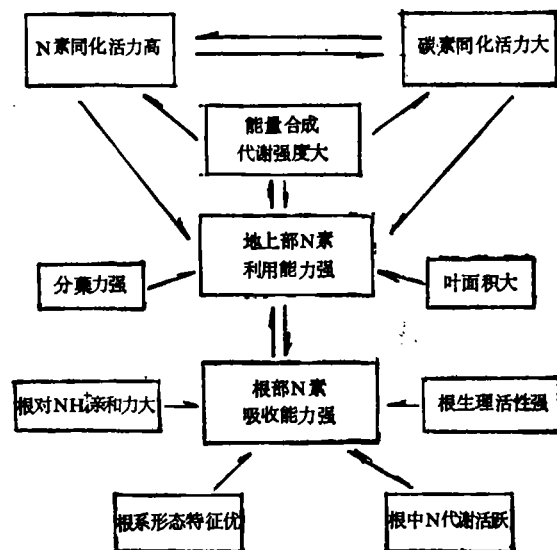 N素同化活力高
碳素同化活力大
能量合成
代谢强度大
地上部N素
利用能力强
分蘖力强
叶面积大
根部N素
吸收能力强
根对NH₄⁺亲和力大
根生理活性强
根系形态特征优
根中N代谢活跃